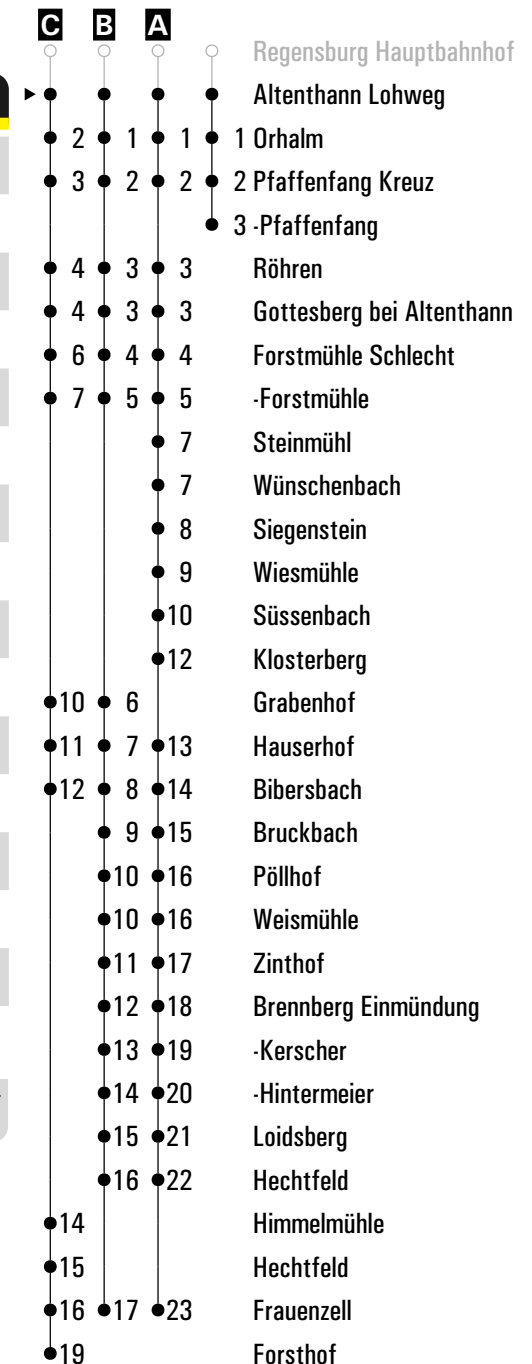 C B A
Regensburg Hauptbahnhof
Altenthann Lohweg
2 1 1 1 Orhalm
3 2 2 2 Pfaffenfang Kreuz
3 -Pfaffenfang
4 3 3 Röhren
4 3 3 Gottesberg bei Altenthann
6 4 4 Forstmühle Schlecht
7 5 5 -Forstmühle
7 Steinmühl
7 Wünschenbach
8 Siegenstein
9 Wiesmühle
10 Süssenbach
12 Klosterberg
10 6 Grabenhof
11 7 13 Hauserhof
12 8 14 Bibersbach
9 15 Bruckbach
10 16 Pöllhof
10 16 Weismühle
11 17 Zinthof
12 18 Brennberg Einmündung
13 19 -Kerscher
14 20 -Hintermeier
15 21 Loidsberg
16 22 Hechtfeld
14 Himmelmühle
15 Hechtfeld
16 17 23 Frauenzell
19 Forsthof